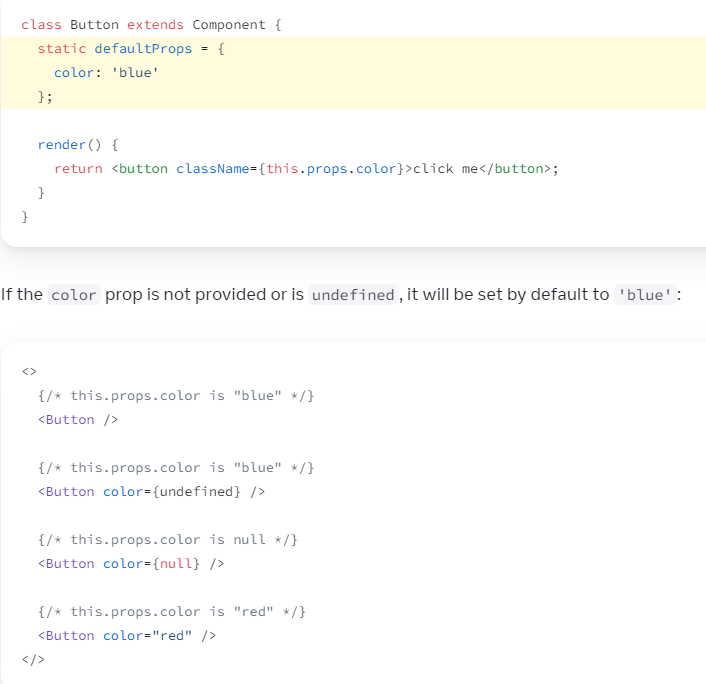 class Button extends Component {
  static defaultProps = {
    color: 'blue'
  };

  render() {
    return <button className={this.props.color}>click me</button>;
  }
}

If the color prop is not provided or is undefined, it will be set by default to 'blue':

<>
  {/* this.props.color is "blue" */}
  <Button />

  {/* this.props.color is "blue" */}
  <Button color={undefined} />

  {/* this.props.color is null */}
  <Button color={null} />

  {/* this.props.color is "red" */}
  <Button color="red" />
</>